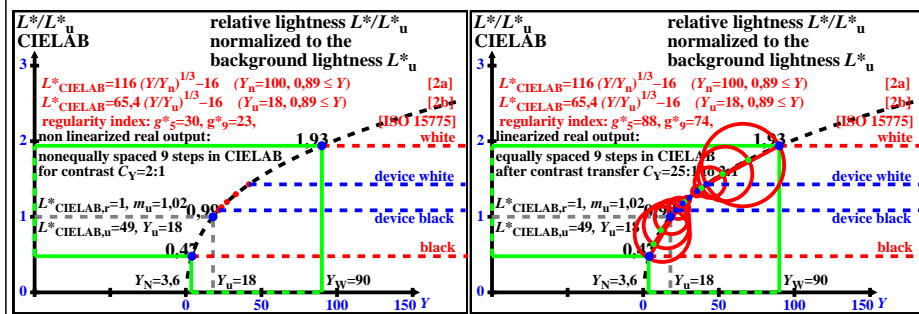 L*/L*u
CIELAB
relative lightness L*/L*u
normalized to the
background lightness L*u
3
L*CIELAB=116 (Y/Yn)1/3–16 (Yn=100, 0,89 ≤ Y) [2a]
L*CIELAB=65,4 (Y/Yu)1/3–16 (Yu=18, 0,89 ≤ Y) [2b]
regularity index: g*5=30, g*9=23, [ISO 15775]
non linearized real output:
1,93
white
2
nonequally spaced 9 steps in CIELAB
for contrast CY=2:1
device white
L*CIELAB,r=1, mu=1,02
0,99
1
device black
L*CIELAB,u=49, Yu=18
black
YN=3,6
Yu=18
YW=90
0
0
50
100
150
Y
L*/L*u
CIELAB
relative lightness L*/L*u
normalized to the
background lightness L*u
3
L*CIELAB=116 (Y/Yn)1/3–16 (Yn=100, 0,89 ≤ Y) [2a]
L*CIELAB=65,4 (Y/Yu)1/3–16 (Yu=18, 0,89 ≤ Y) [2b]
regularity index: g*5=88, g*9=74, [ISO 15775]
linearized real output:
1,93
white
2
equally spaced 9 steps in CIELAB
after contrast transfer CY=25:1 to 2:1
device white
L*CIELAB,r=1, mu=1,02
0,99
1
device black
L*CIELAB,u=49, Yu=18
black
YN=3,6
Yu=18
YW=90
0
0
50
100
150
Y